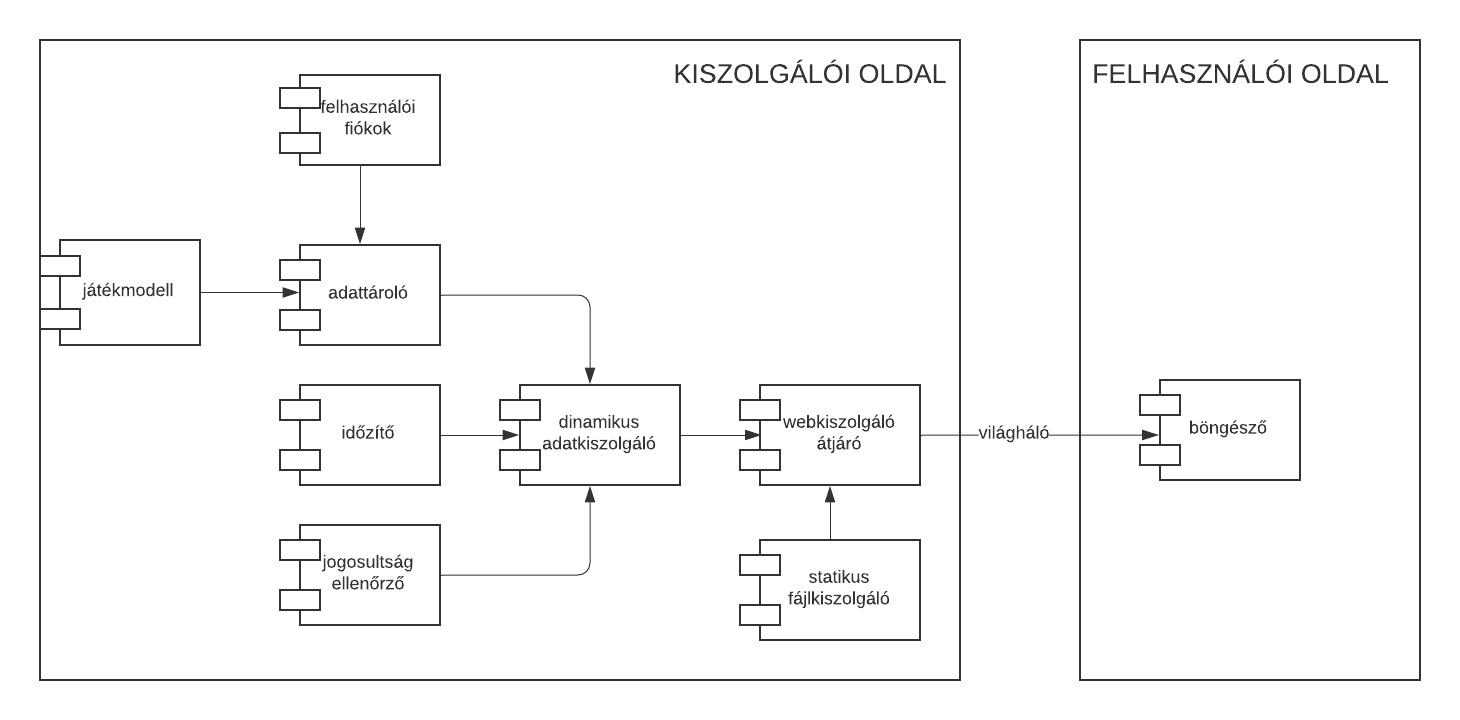 KISZOLGÁLÓI OLDAL
FELHASZNÁLÓI OLDAL
felhasználói
fiókok
játékmodell
adattároló
időzítő
dinamikus
adatkiszolgáló
webkiszolgáló
átjáró
világháló
böngésző
jogosultság
ellenőrző
statikus
fájlkiszolgáló